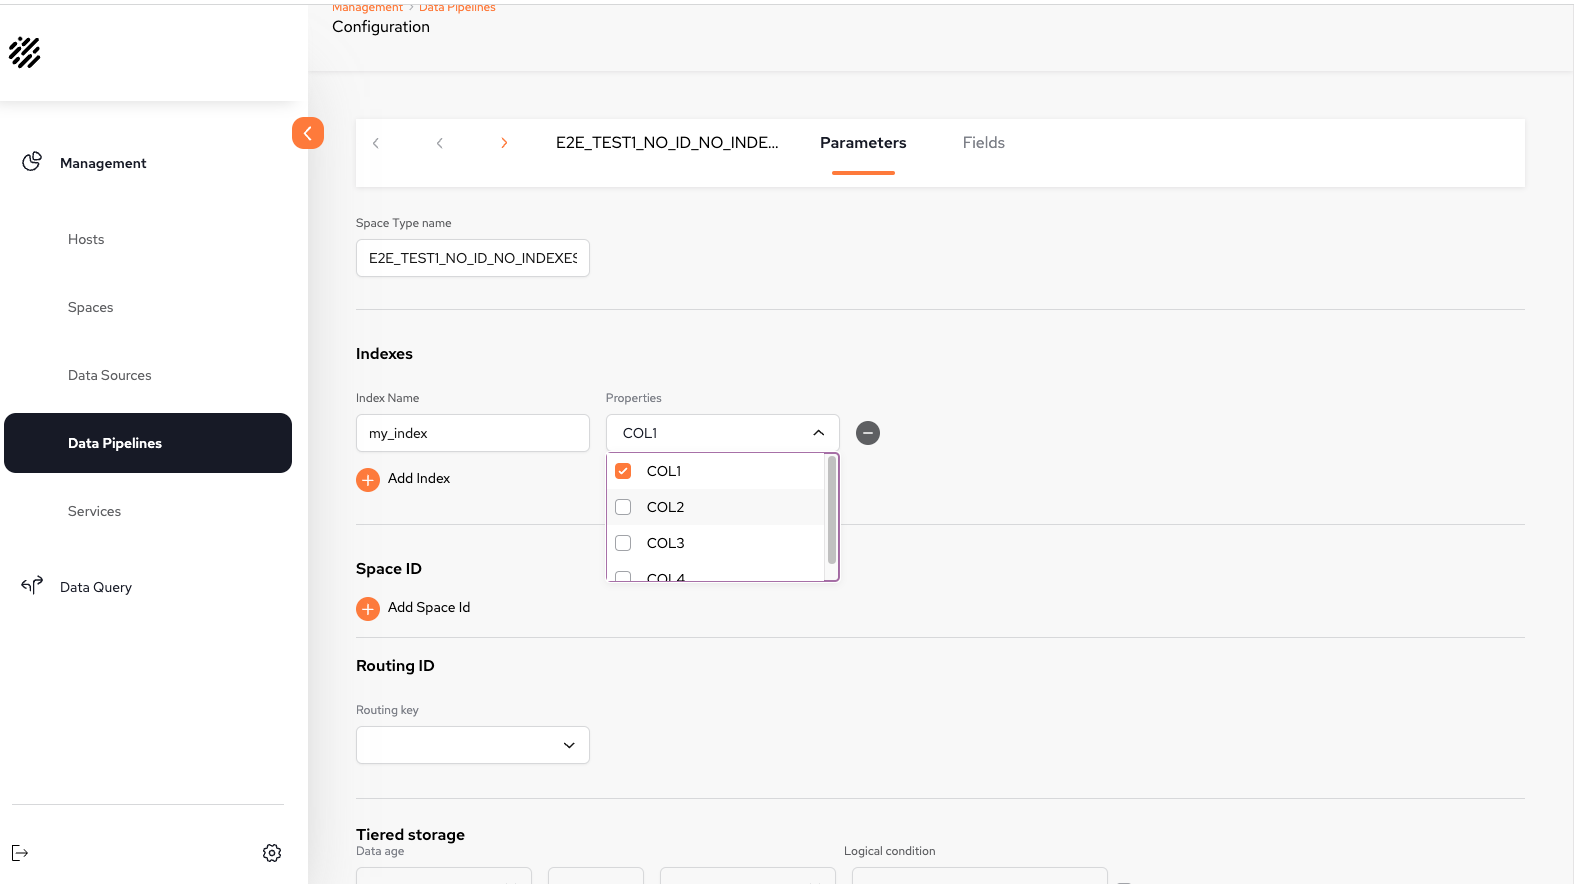 Management > Data Pipelines
Configuration
Management
Hosts
Spaces
Data Sources
Data Pipelines
Services
Data Query
E2E_TEST1_NO_ID_NO_INDE...
Parameters
Fields
Space Type name
E2E_TEST1_NO_ID_NO_INDEXES
Indexes
Index Name
Properties
my_index
COL1
COL1
COL2
COL3
COL4
Add Index
Space ID
Add Space Id
Routing ID
Routing key
Tiered storage
Data age
Logical condition